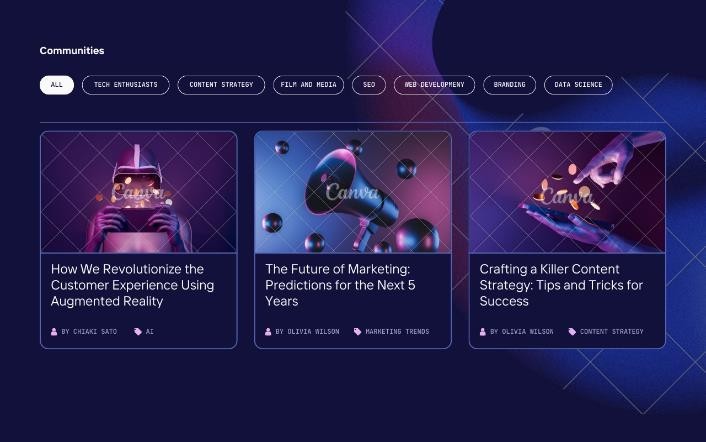 Communities
ALL TECH ENTHUSIASTS CONTENT STRATEGY FILM AND MEDIA SEO WEB DEVELOPMENY BRANDING DATA SCIENCE
Canva
Canva
Canva
How We Revolutionize the
Customer Experience Using
Augmented Reality
BY CHIAKI SATO AI
The Future of Marketing:
Predictions for the Next 5
Years
BY OLIVIA WILSON MARKETING TRENDS
Crafting a Killer Content
Strategy: Tips and Tricks for
Success
BY OLIVIA WILSON CONTENT STRATEGY